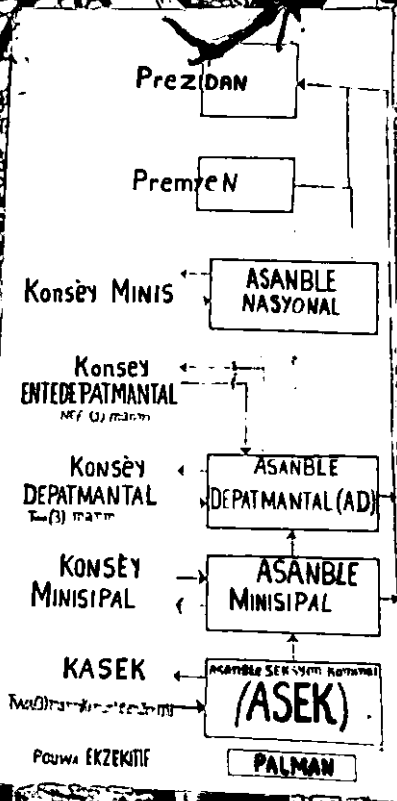 PreziDAN
PremyeN
Konsèy MINIS
ASANBLE
NASYONAL
Konsey
ENTEDEPATMANTAL
Konsèy
DEPATMANTAL
ASANBLE
DEPATMANTAL (AD)
KONSÈY
MINISIPAL
ASANBLE
MINISIPAL
KASEK
(ASEK)
POUWA EKZEKITIF
PALMAN